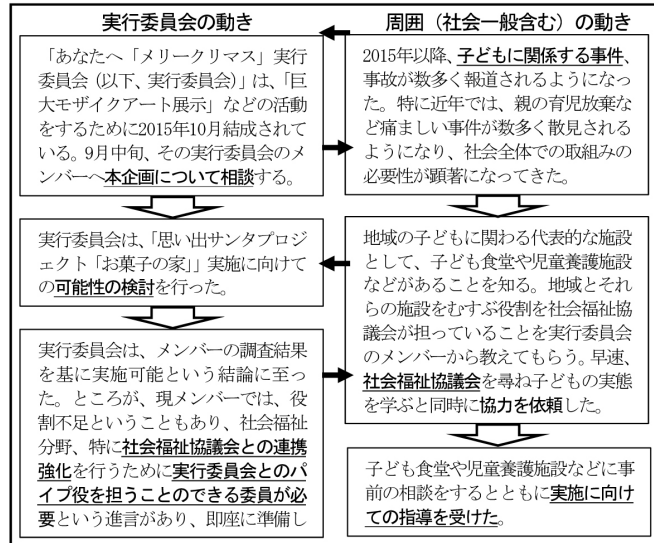 実行委員会の動き
「あなたへ「メリークリスマス」実行
委員会（以下、実行委員会）」は、「巨
大モザイクアート展示」などの活動
をするために2015年10月結成されて
いる。9月中旬、その実行委員会のメ
ンバーへ本企画について相談する。
実行委員会は、「思い出サンタプロジ
ェクト「お菓子の家」」実施に向けて
の可能性の検討を行った。
実行委員会は、メンバーの調査結果
を基に実施可能という結論に至っ
た。ところが、現メンバーでは、役
割不足ということもあり、社会福祉
分野、特に社会福祉協議会との連携
強化を行うために実行委員会とのパ
イプ役を担うことのできる委員が必
要という進言があり、即座に準備し
周囲（社会一般含む）の動き
2015年以降、子どもに関係する事件、
事故が数多く報道されるようになっ
た。特に近年では、親の育児放棄な
ど痛ましい事件が数多く散見される
ようになり、社会全体での取組みの
必要性が顕著になってきた。
地域の子どもに関わる代表的な施設
として、子ども食堂や児童養護施設
などがあることを知る。地域とそれ
らの施設をむすぶ役割を社会福祉協
議会が担っていることを実行委員会
のメンバーから教えてもらう。早速、
社会福祉協議会を尋ね子どもの実態
を学ぶと同時に協力を依頼した。
子ども食堂や児童養護施設などに事
前の相談をするとともに実施に向け
ての指導を受けた。